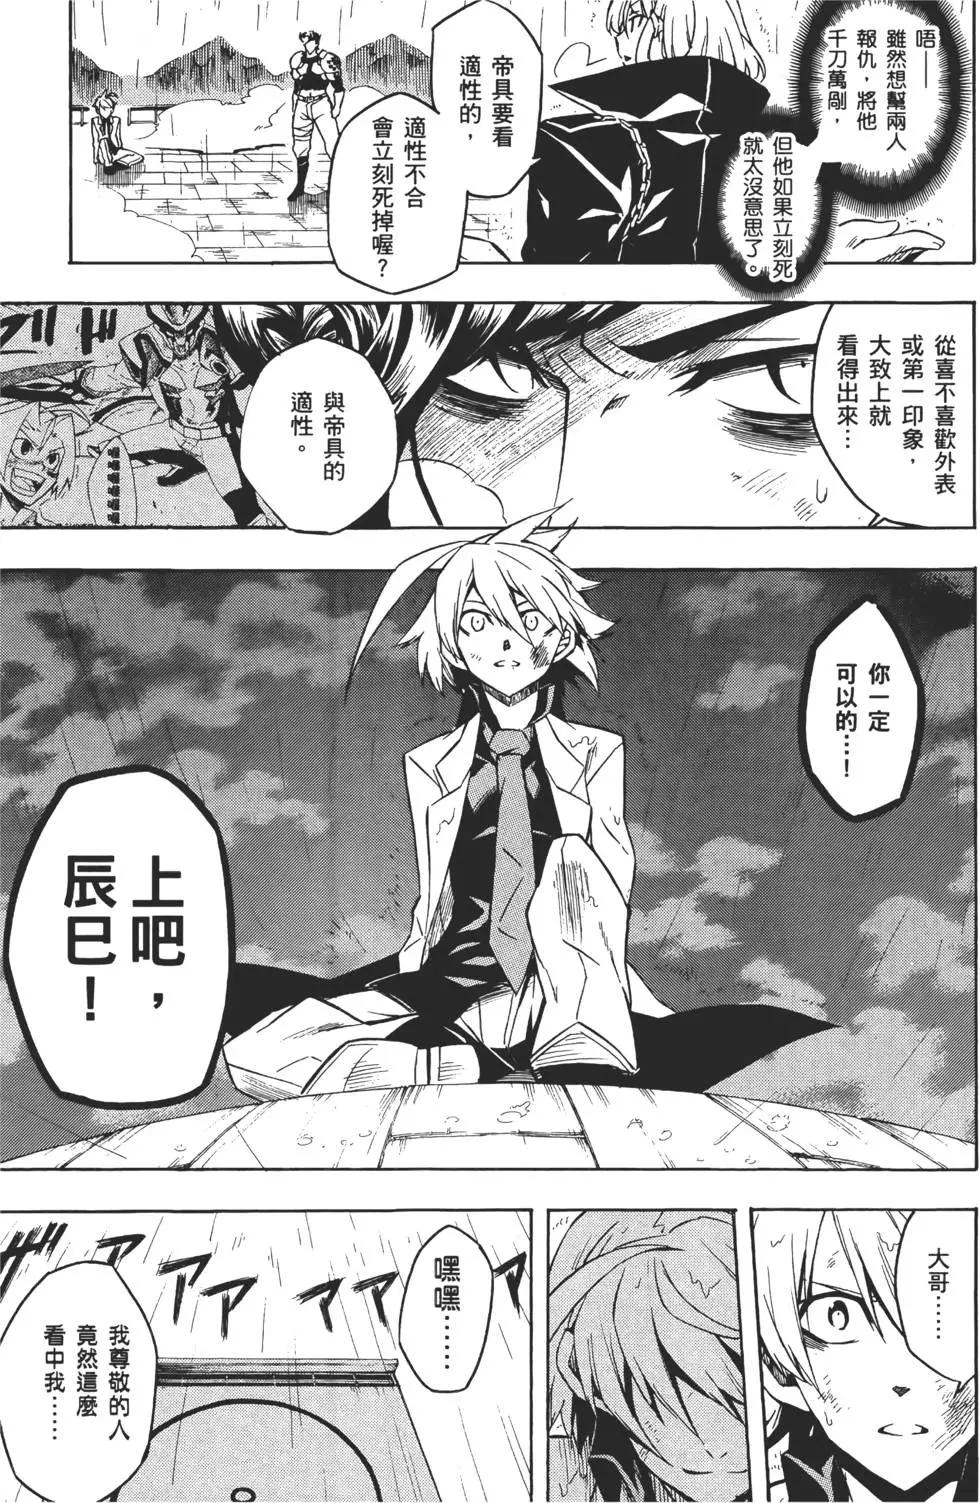 唔──
雖然想幫兩人
報仇，將他
千刀萬剮，
但他如果立刻死
就太沒意思了。
帝具要看
適性的，
適性不合
會立刻死掉喔？
從喜不喜歡外表
或第一印象，
大致上就
看得出來…
與帝具的
適性。
你一定
可以的…！
上吧，
辰巳！
大哥……
嘿嘿……
我尊敬的人
竟然這麼
看中我……
アァアァ